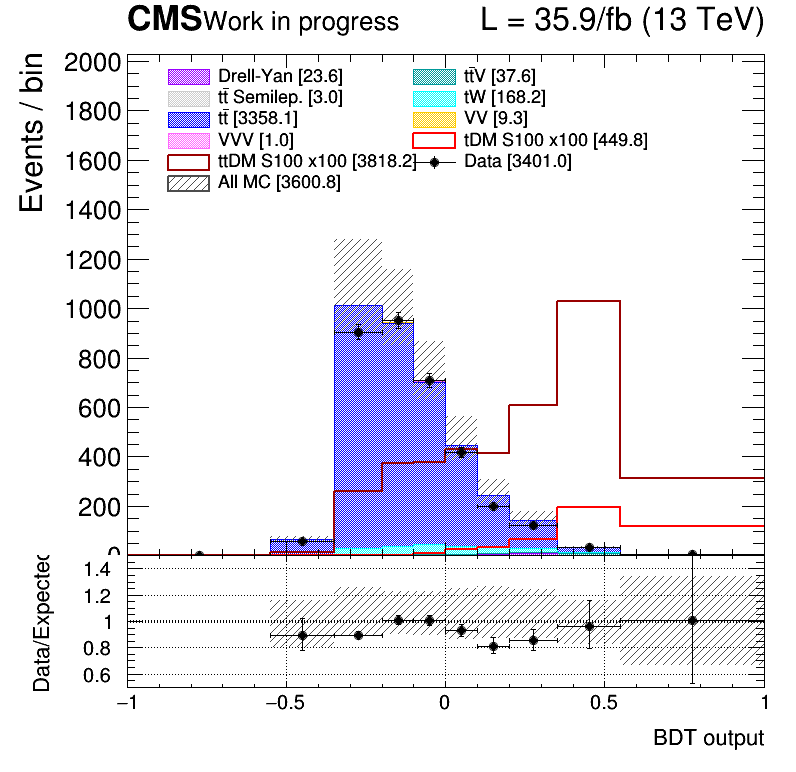 CMS Work in progress L = 35.9/fb (13 TeV)
Events / bin
2000
1800
1600
1400
1200
1000
800
600
400
200
0
Drell-Yan [23.6] tt̄V [37.6]
tt̄ Semilep. [3.0] tW [168.2]
tt̄ [3358.1] VV [9.3]
VVV [1.0] tDM S100 x100 [449.8]
ttDM S100 x100 [3818.2] Data [3401.0]
All MC [3600.8]
Data/Expected
1.4
1.2
1
0.8
0.6
−1 −0.5 0 0.5 1
BDT output